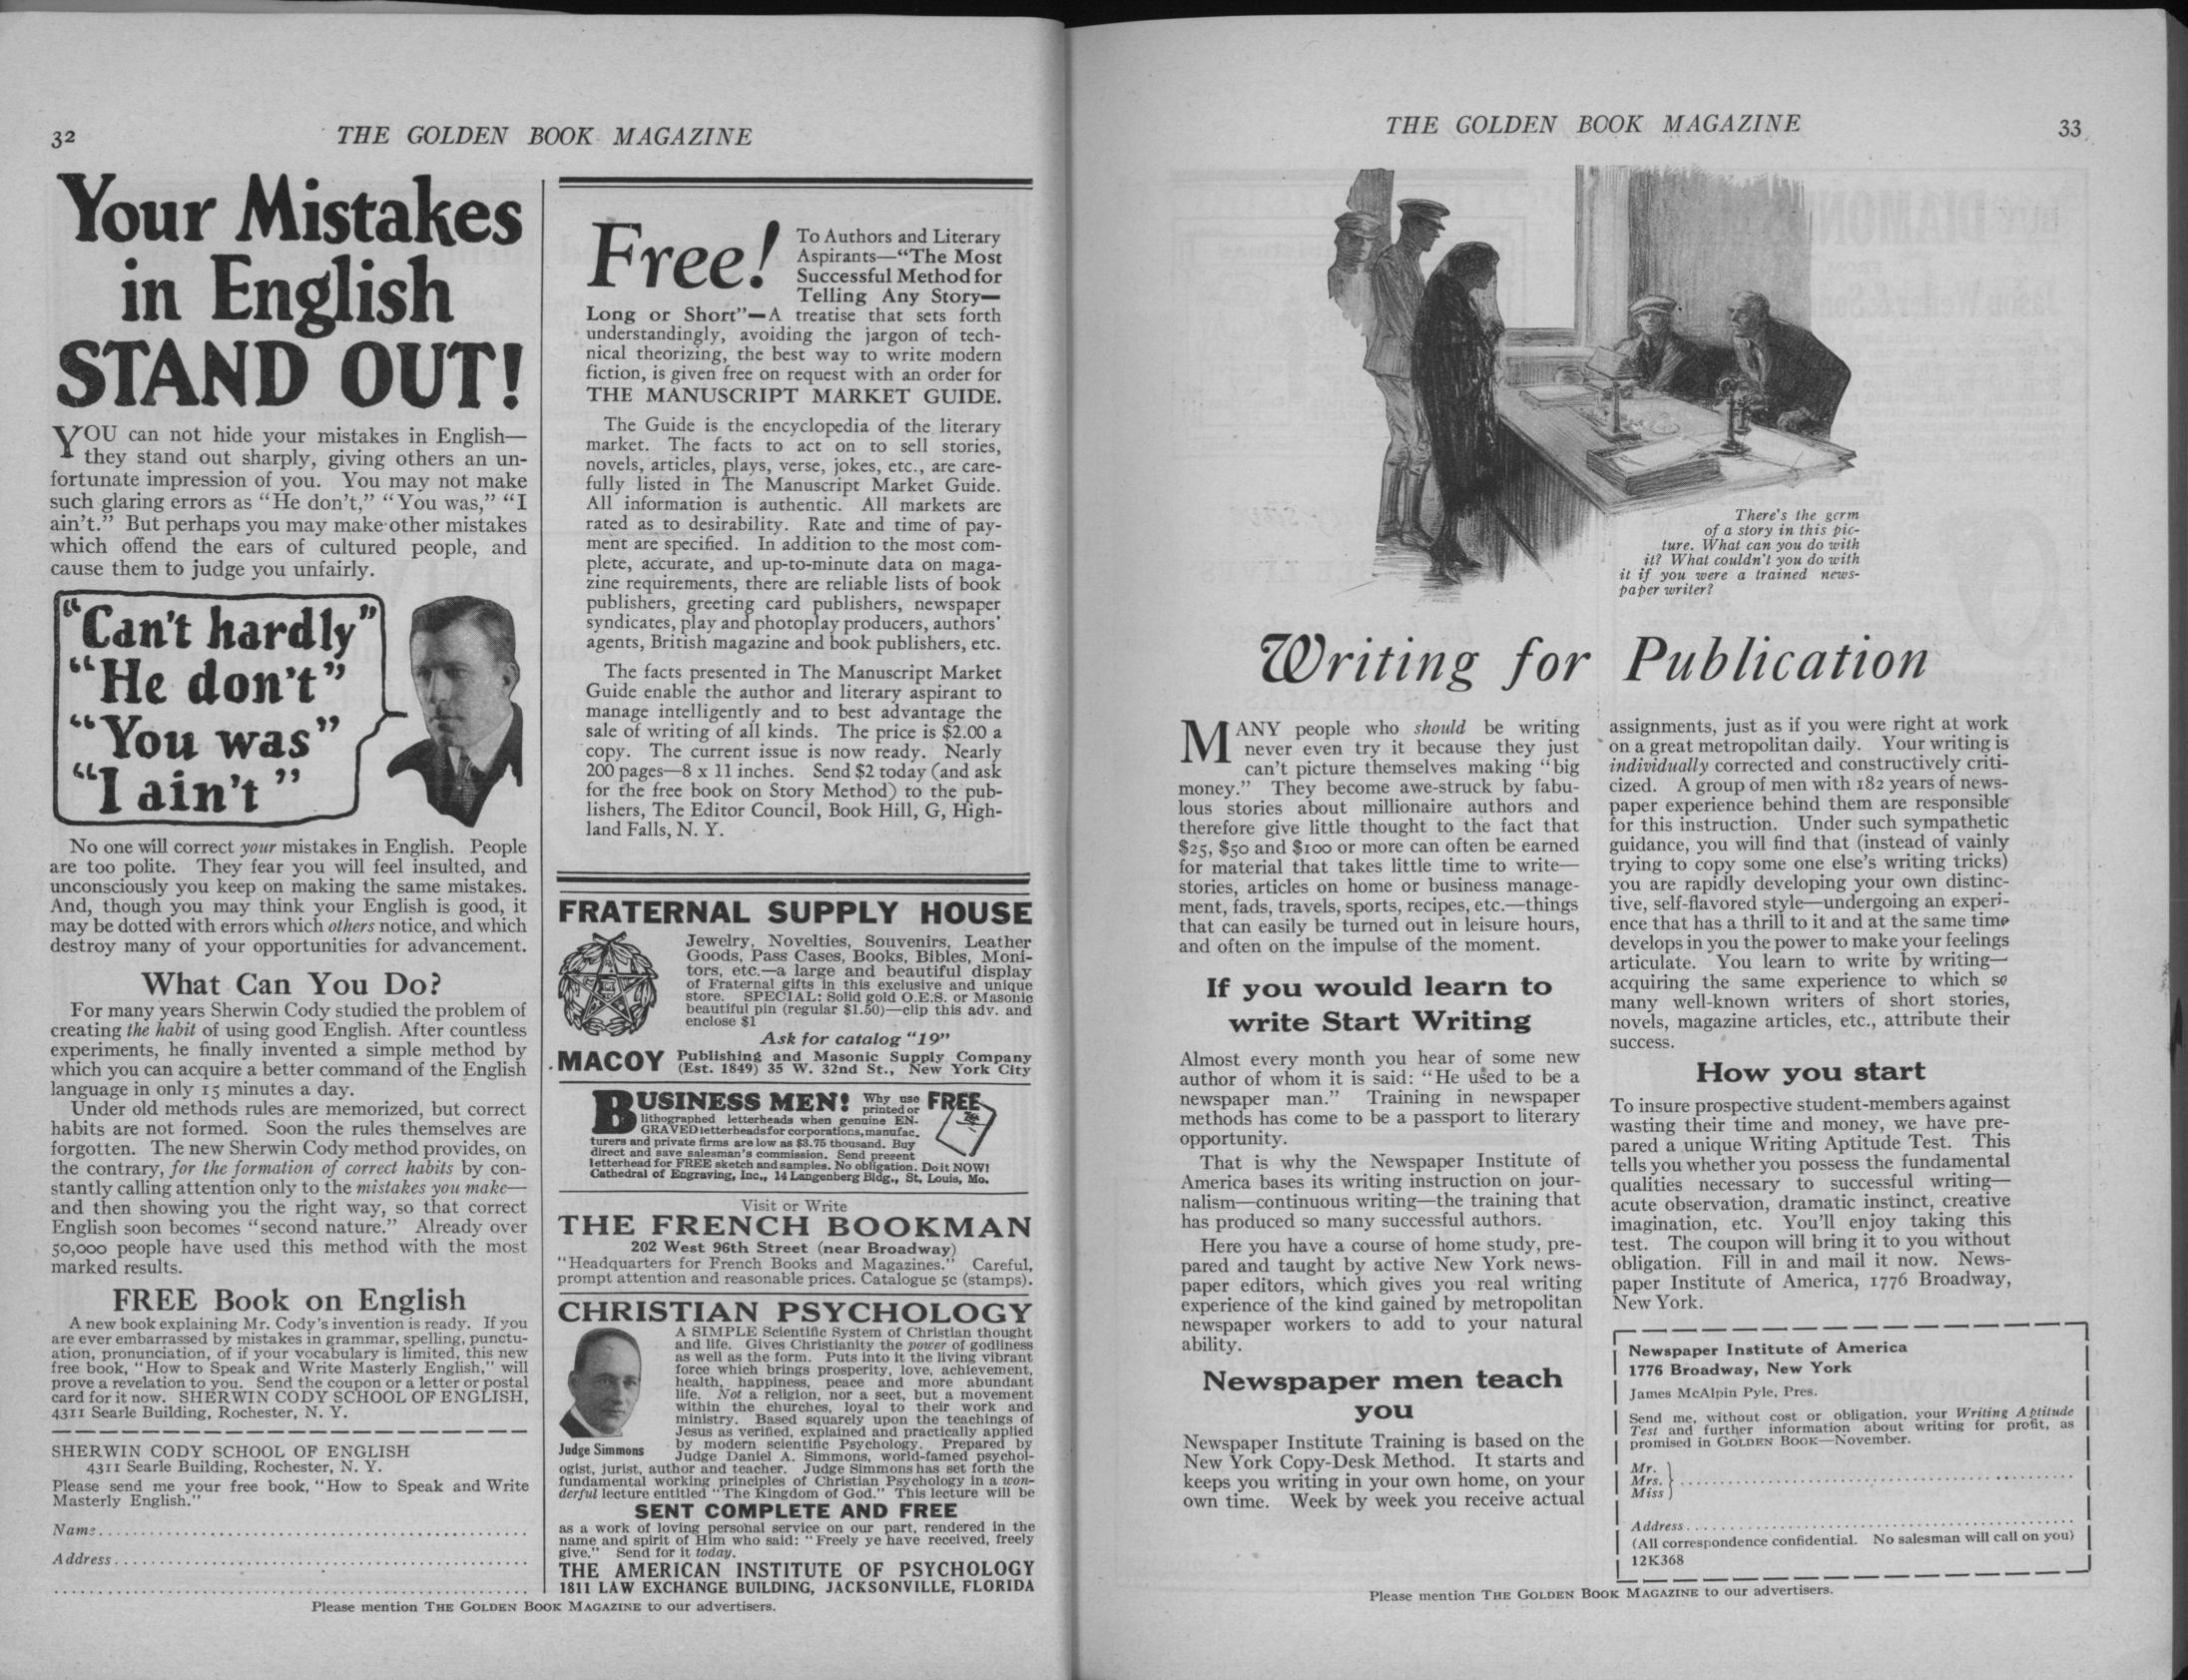 32
THE GOLDEN BOOK MAGAZINE
Your Mistakes
in English
STAND OUT!
YOU can not hide your mistakes in English—
they stand out sharply, giving others an un-
fortunate impression of you. You may not make
such glaring errors as "He don't," "You was," "I
ain't." But perhaps you may make other mistakes
which offend the ears of cultured people, and
cause them to judge you unfairly.
"Can't hardly"
"He don't"
"You was"
"I ain't"
No one will correct your mistakes in English. People
are too polite. They fear you will feel insulted, and
unconsciously you keep on making the same mistakes.
And, though you may think your English is good, it
may be dotted with errors which others notice, and which
destroy many of your opportunities for advancement.
What Can You Do?
For many years Sherwin Cody studied the problem of
creating the habit of using good English. After countless
experiments, he finally invented a simple method by
which you can acquire a better command of the English
language in only 15 minutes a day.
Under old methods rules are memorized, but correct
habits are not formed. Soon the rules themselves are
forgotten. The new Sherwin Cody method provides, on
the contrary, for the formation of correct habits by con-
stantly calling attention only to the mistakes you make—
and then showing you the right way, so that correct
English soon becomes "second nature." Already over
50,000 people have used this method with the most
marked results.
FREE Book on English
A new book explaining Mr. Cody's invention is ready. If you
are ever embarrassed by mistakes in grammar, spelling, punctu-
ation, pronunciation, of if your vocabulary is limited, this new
free book, "How to Speak and Write Masterly English," will
prove a revelation to you. Send the coupon or a letter or postal
card for it now. SHERWIN CODY SCHOOL OF ENGLISH,
4311 Searle Building, Rochester, N. Y.
SHERWIN CODY SCHOOL OF ENGLISH
4311 Searle Building, Rochester, N. Y.
Please send me your free book, "How to Speak and Write
Masterly English."
Name
Address
Free!
To Authors and Literary
Aspirants—"The Most
Successful Method for
Telling Any Story—
Long or Short"—A treatise that sets forth
understandingly, avoiding the jargon of tech-
nical theorizing, the best way to write modern
fiction, is given free on request with an order for
THE MANUSCRIPT MARKET GUIDE.
The Guide is the encyclopedia of the literary
market. The facts to act on to sell stories,
novels, articles, plays, verse, jokes, etc., are care-
fully listed in The Manuscript Market Guide.
All information is authentic. All markets are
rated as to desirability. Rate and time of pay-
ment are specified. In addition to the most com-
plete, accurate, and up-to-minute data on maga-
zine requirements, there are reliable lists of book
publishers, greeting card publishers, newspaper
syndicates, play and photoplay producers, authors'
agents, British magazine and book publishers, etc.
The facts presented in The Manuscript Market
Guide enable the author and literary aspirant to
manage intelligently and to best advantage the
sale of writing of all kinds. The price is $2.00 a
copy. The current issue is now ready. Nearly
200 pages—8 x 11 inches. Send $2 today (and ask
for the free book on Story Method) to the pub-
lishers, The Editor Council, Book Hill, G, High-
land Falls, N. Y.
FRATERNAL SUPPLY HOUSE
Jewelry, Novelties, Souvenirs, Leather
Goods, Pass Cases, Books, Bibles, Moni-
tors, etc.—a large and beautiful display
of Fraternal gifts in this exclusive and unique
store. SPECIAL: Solid gold O.E.S. or Masonic
beautiful pin (regular $1.50)—clip this adv. and
enclose $1
Ask for catalog "19"
MACOY Publishing and Masonic Supply Company
(Est. 1849) 35 W. 32nd St., New York City
BUSINESS MEN! Why use
printed or FREE
lithographed letterheads when genuine EN-
GRAVED letterheads for corporations, manufac-
turers and private firms are low as $3.75 thousand. Buy
direct and save salesman's commission. Send present
letterhead for FREE sketch and samples. No obligation. Do it NOW!
Cathedral of Engraving, Inc., 14 Langenberg Bldg., St. Louis, Mo.
Visit or Write
THE FRENCH BOOKMAN
202 West 96th Street (near Broadway)
"Headquarters for French Books and Magazines." Careful,
prompt attention and reasonable prices. Catalogue 5c (stamps).
CHRISTIAN PSYCHOLOGY
A SIMPLE Scientific System of Christian thought
and life. Gives Christianity the power of godliness
as well as the form. Puts into it the living vibrant
force which brings prosperity, love, achievement,
health, happiness, peace and more abundant
life. Not a religion, nor a sect, but a movement
within the churches, loyal to their work and
ministry. Based squarely upon the teachings of
Jesus as verified, explained and practically applied
by modern scientific Psychology. Prepared by
Judge Simmons
Judge Daniel A. Simmons, world-famed psychol-
ogist, jurist, author and teacher. Judge Simmons has set forth the
fundamental working principles of Christian Psychology in a won-
derful lecture entitled "The Kingdom of God." This lecture will be
SENT COMPLETE AND FREE
as a work of loving personal service on our part, rendered in the
name and spirit of Him who said: "Freely ye have received, freely
give." Send for it today.
THE AMERICAN INSTITUTE OF PSYCHOLOGY
1811 LAW EXCHANGE BUILDING, JACKSONVILLE, FLORIDA
Please mention THE GOLDEN BOOK MAGAZINE to our advertisers.
THE GOLDEN BOOK MAGAZINE
33
There's the germ
of a story in this pic-
ture. What can you do with
it? What couldn't you do with
it if you were a trained news-
paper writer?
Writing for Publication
MANY people who should be writing
never even try it because they just
can't picture themselves making "big
money." They become awe-struck by fabu-
lous stories about millionaire authors and
therefore give little thought to the fact that
$25, $50 and $100 or more can often be earned
for material that takes little time to write—
stories, articles on home or business manage-
ment, fads, travels, sports, recipes, etc.—things
that can easily be turned out in leisure hours,
and often on the impulse of the moment.
If you would learn to
write Start Writing
Almost every month you hear of some new
author of whom it is said: "He used to be a
newspaper man." Training in newspaper
methods has come to be a passport to literary
opportunity.
That is why the Newspaper Institute of
America bases its writing instruction on jour-
nalism—continuous writing—the training that
has produced so many successful authors.
Here you have a course of home study, pre-
pared and taught by active New York news-
paper editors, which gives you real writing
experience of the kind gained by metropolitan
newspaper workers to add to your natural
ability.
Newspaper men teach
you
Newspaper Institute Training is based on the
New York Copy-Desk Method. It starts and
keeps you writing in your own home, on your
own time. Week by week you receive actual
assignments, just as if you were right at work
on a great metropolitan daily. Your writing is
individually corrected and constructively criti-
cized. A group of men with 182 years of news-
paper experience behind them are responsible
for this instruction. Under such sympathetic
guidance, you will find that (instead of vainly
trying to copy some one else's writing tricks)
you are rapidly developing your own distinc-
tive, self-flavored style—undergoing an experi-
ence that has a thrill to it and at the same time
develops in you the power to make your feelings
articulate. You learn to write by writing—
acquiring the same experience to which so
many well-known writers of short stories,
novels, magazine articles, etc., attribute their
success.
How you start
To insure prospective student-members against
wasting their time and money, we have pre-
pared a unique Writing Aptitude Test. This
tells you whether you possess the fundamental
qualities necessary to successful writing—
acute observation, dramatic instinct, creative
imagination, etc. You'll enjoy taking this
test. The coupon will bring it to you without
obligation. Fill in and mail it now. News-
paper Institute of America, 1776 Broadway,
New York.
Newspaper Institute of America
1776 Broadway, New York
James McAlpin Pyle, Pres.
Send me, without cost or obligation, your Writing Aptitude
Test and further information about writing for profit, as
promised in GOLDEN BOOK—November.
Mr.
Mrs.
Miss
Address
(All correspondence confidential. No salesman will call on you)
12K368
Please mention THE GOLDEN BOOK MAGAZINE to our advertisers.